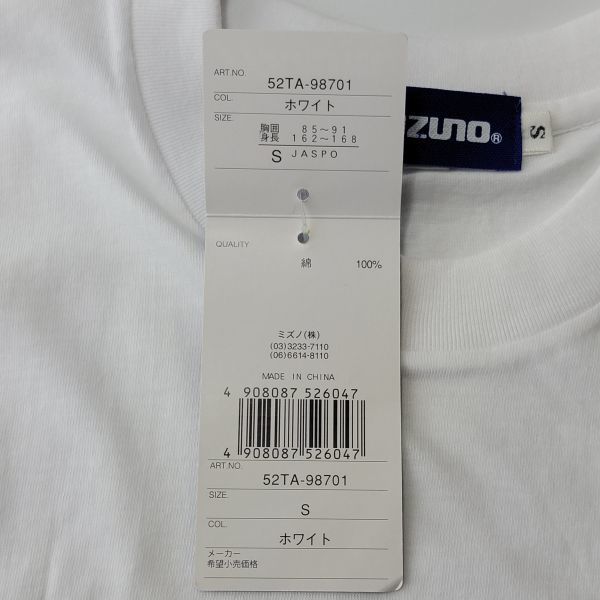 ART.NO.
52TA-98701
COL.
ホワイト
SIZE.
胸囲 85～91
身長 162～168
S JASPO
ZUNO®
S
QUALITY
綿 100%
ミズノ(株)
(03)3233-7110
(06)6614-8110
MADE IN CHINA
4 908087 526047
4 908087 526047
ART.NO.
52TA-98701
SIZE.
S
COL.
ホワイト
メーカー
希望小売価格